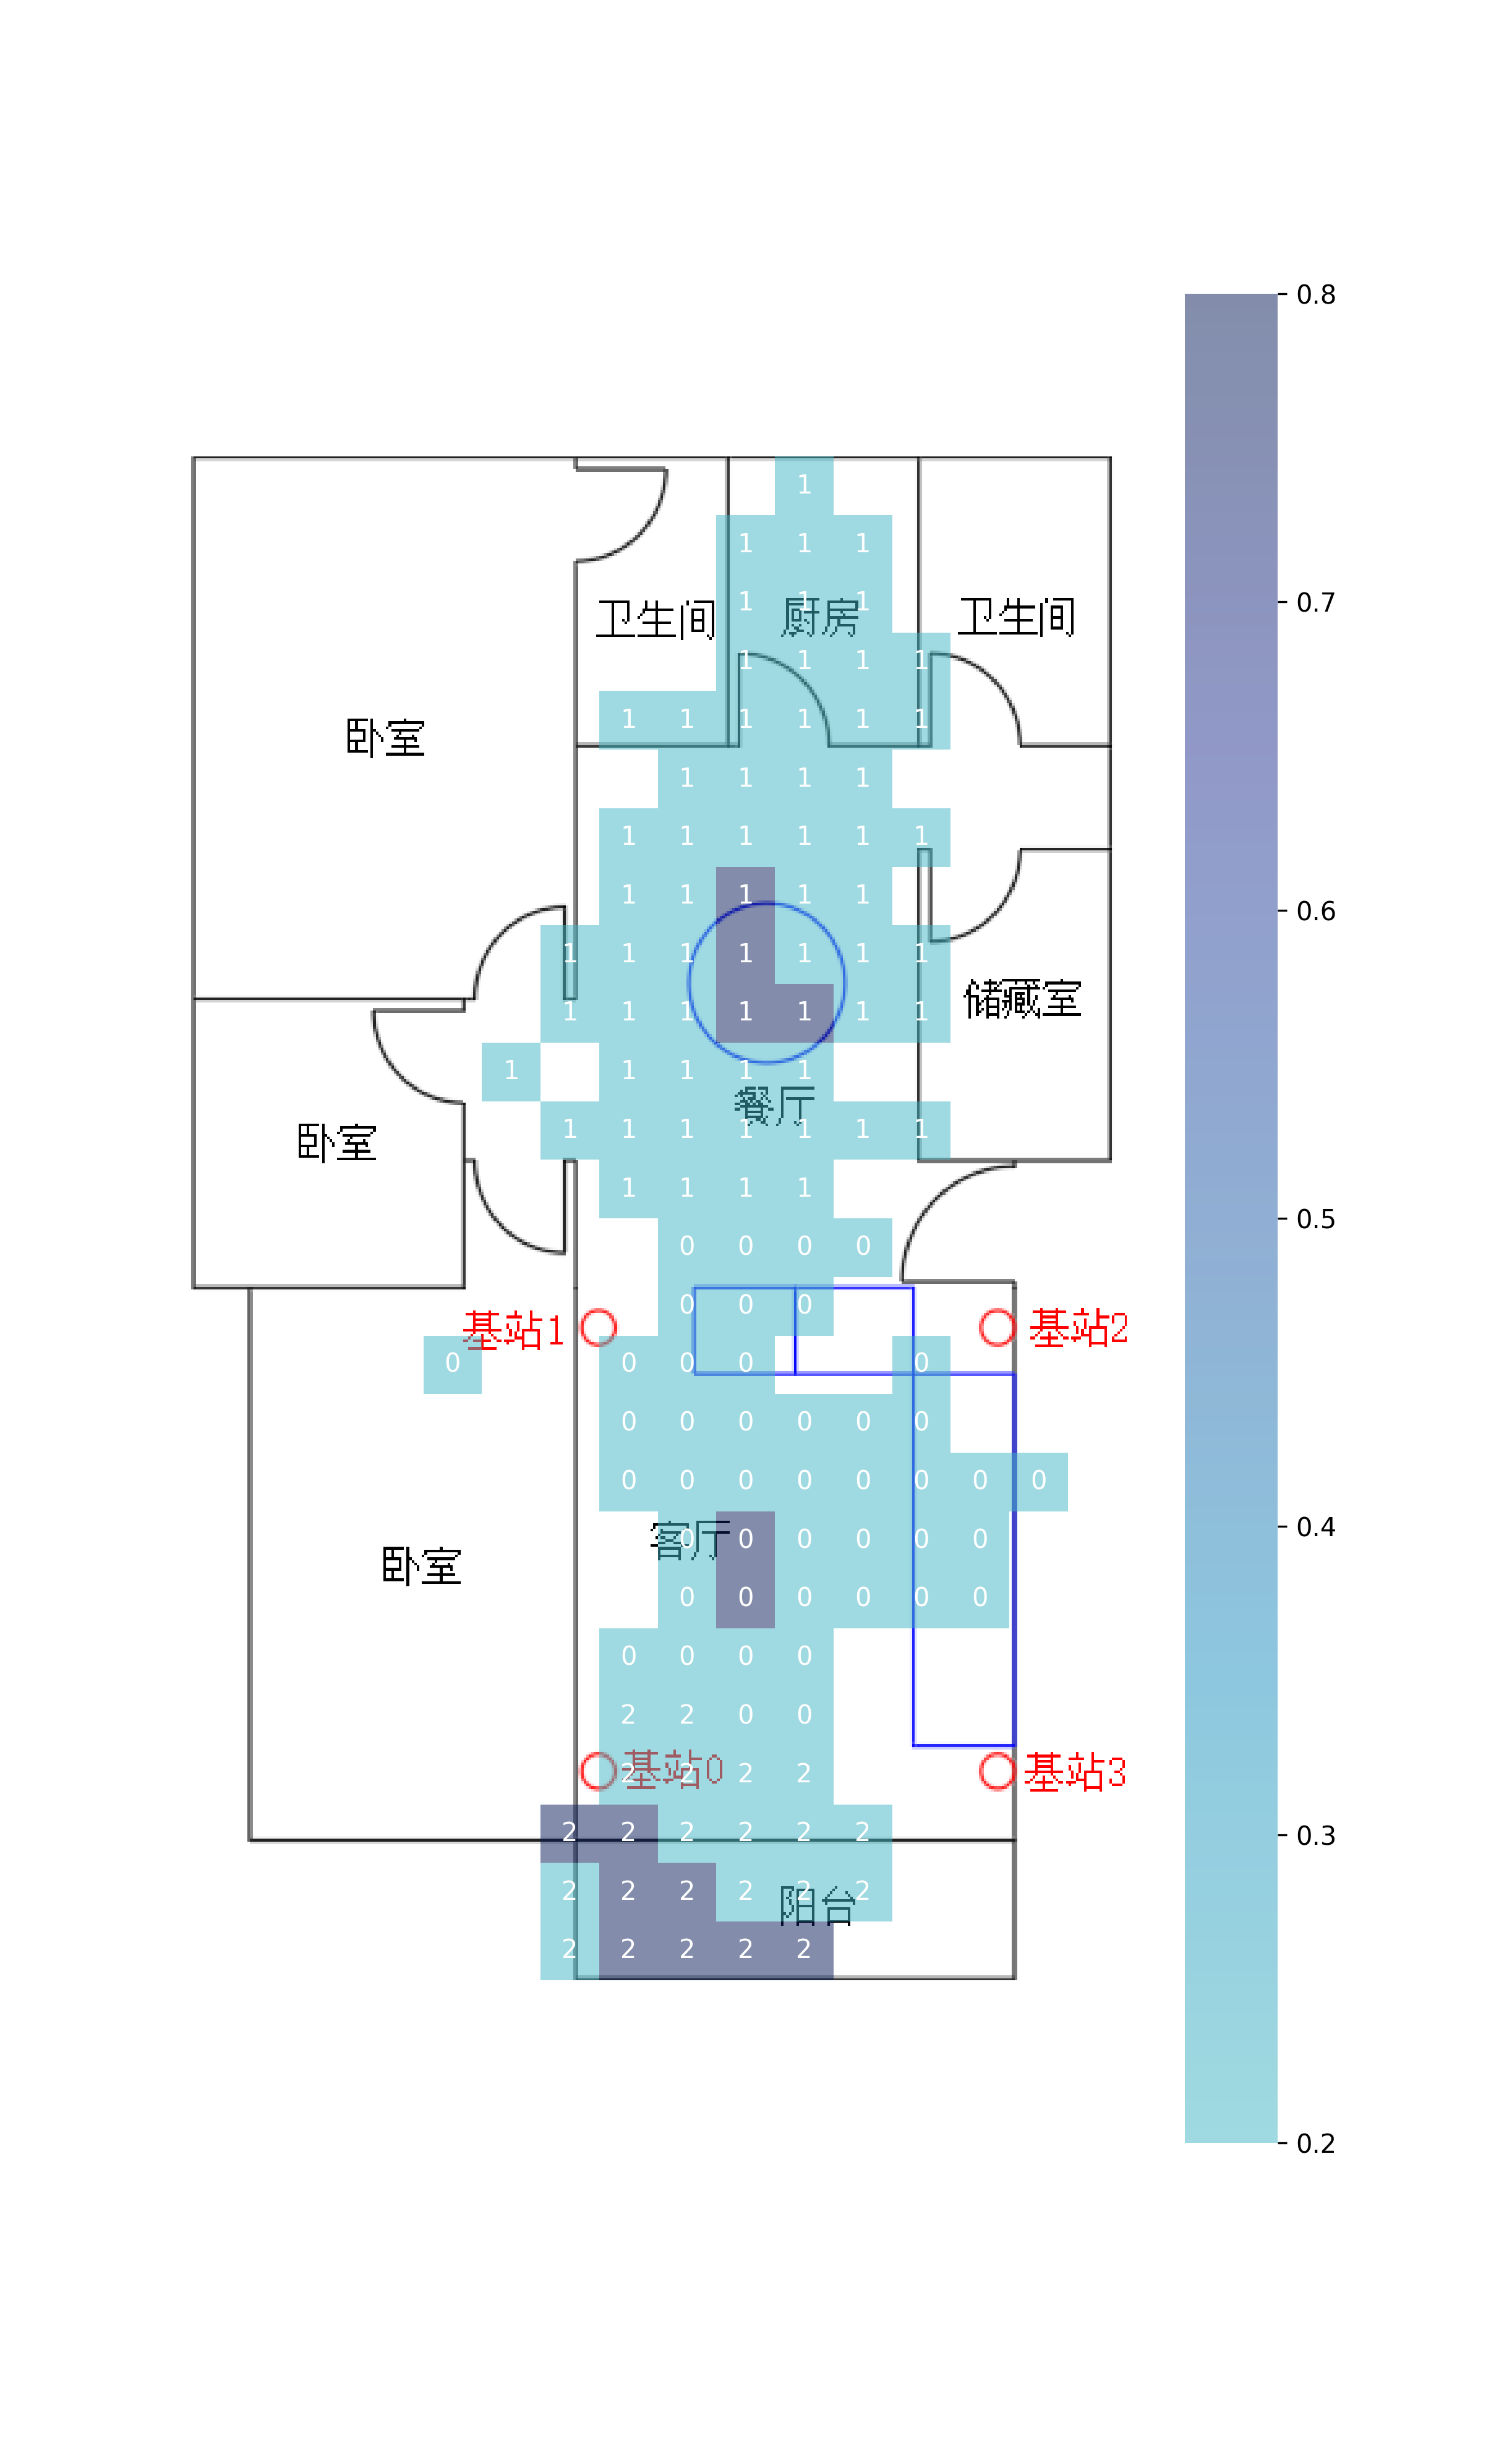 0.8
1
1 1 1
0.7
卫生间 1 厨房 1 1 1 卫生间
1 1 1 1
卧室 1 1 1 1 1 1
1 1 1 1
1 1 1 1 1 1
1 1 1 1 1
0.6
1 1 1 1 1 1 1
1 1 1 1 1 1 1 储藏室
1 1 1 1 1
餐厅
卧室 1 1 1 1 1 1 1
1 1 1 1
0.5
0 0 0 0
0 0 0
基站1 基站2
0 0 0 0 0
0 0 0 0 0 0
0 0 0 0 0 0 0 0
0.4
客厅 0 0 0 0 0 0
卧室
0 0 0 0 0 0
0 0 0 0
2 2 0 0
基站0 2 2 2 2 基站3
2 2 2 2 2 2
0.3
2 2 2 2 2 2
阳台
2 2 2 2 2
0.2